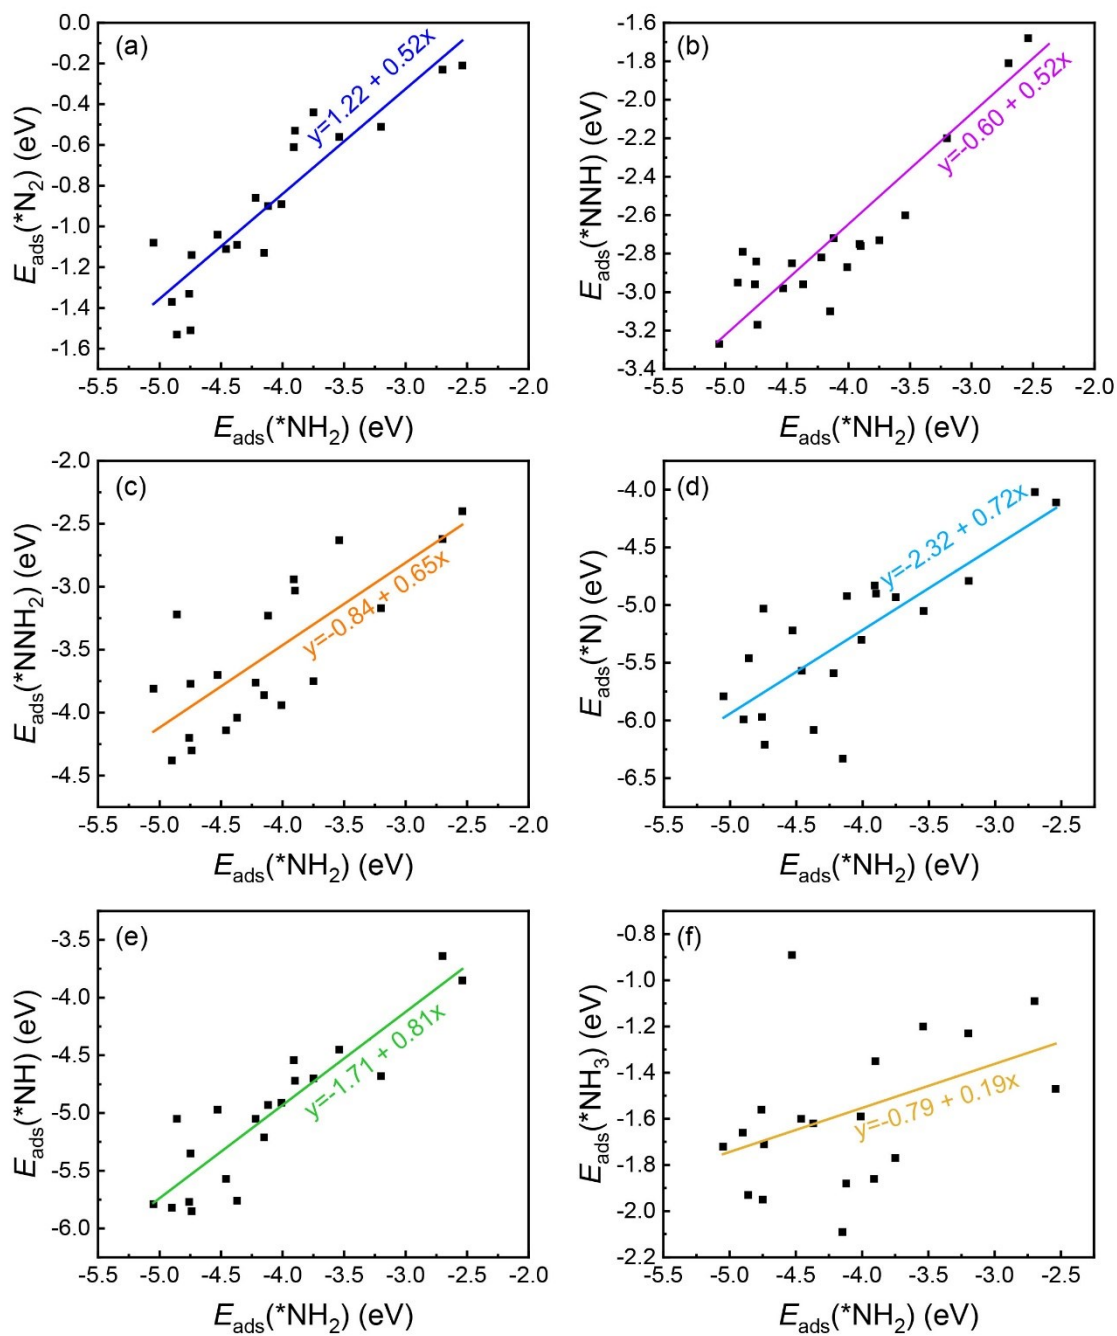 (a)
y=1.22 + 0.52x
0.0
-0.2
-0.4
-0.6
-0.8
-1.0
-1.2
-1.4
-1.6
E_ads(*N₂) (eV)
-5.5 -5.0 -4.5 -4.0 -3.5 -3.0 -2.5 -2.0
E_ads(*NH₂) (eV)
(b)
y=-0.60 + 0.52x
-1.6
-1.8
-2.0
-2.2
-2.4
-2.6
-2.8
-3.0
-3.2
-3.4
E_ads(*NNH) (eV)
-5.5 -5.0 -4.5 -4.0 -3.5 -3.0 -2.5 -2.0
E_ads(*NH₂) (eV)
(c)
y=-0.84 + 0.65x
-2.0
-2.5
-3.0
-3.5
-4.0
-4.5
E_ads(*NNH₂) (eV)
-5.5 -5.0 -4.5 -4.0 -3.5 -3.0 -2.5 -2.0
E_ads(*NH₂) (eV)
(d)
y=-2.32 + 0.72x
-4.0
-4.5
-5.0
-5.5
-6.0
-6.5
E_ads(*N) (eV)
-5.5 -5.0 -4.5 -4.0 -3.5 -3.0 -2.5
E_ads(*NH₂) (eV)
(e)
y=-1.71 + 0.81x
-3.5
-4.0
-4.5
-5.0
-5.5
-6.0
E_ads(*NH) (eV)
-5.5 -5.0 -4.5 -4.0 -3.5 -3.0 -2.5 -2.0
E_ads(*NH₂) (eV)
(f)
y=-0.79 + 0.19x
-0.8
-1.0
-1.2
-1.4
-1.6
-1.8
-2.0
-2.2
E_ads(*NH₃) (eV)
-5.5 -5.0 -4.5 -4.0 -3.5 -3.0 -2.5
E_ads(*NH₂) (eV)